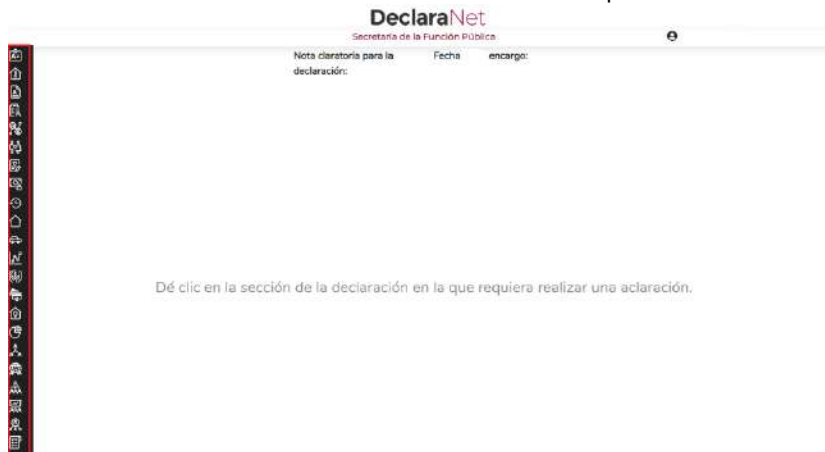 DeclaraNet
Secretaría de la Función Pública
Nota claratoria para la Fecha encargo:
declaración:
Dé clic en la sección de la declaración en la que requiera realizar una aclaración.